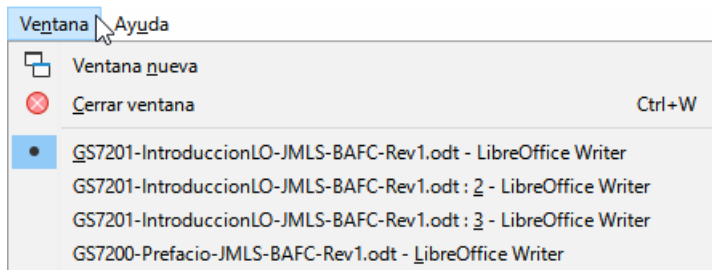 Ventana Ayuda
Ventana nueva
Cerrar ventana Ctrl+W
GS7201-IntroduccionLO-JMLS-BAFC-Rev1.odt - LibreOffice Writer
GS7201-IntroduccionLO-JMLS-BAFC-Rev1.odt : 2 - LibreOffice Writer
GS7201-IntroduccionLO-JMLS-BAFC-Rev1.odt : 3 - LibreOffice Writer
GS7200-Prefacio-JMLS-BAFC-Rev1.odt - LibreOffice Writer